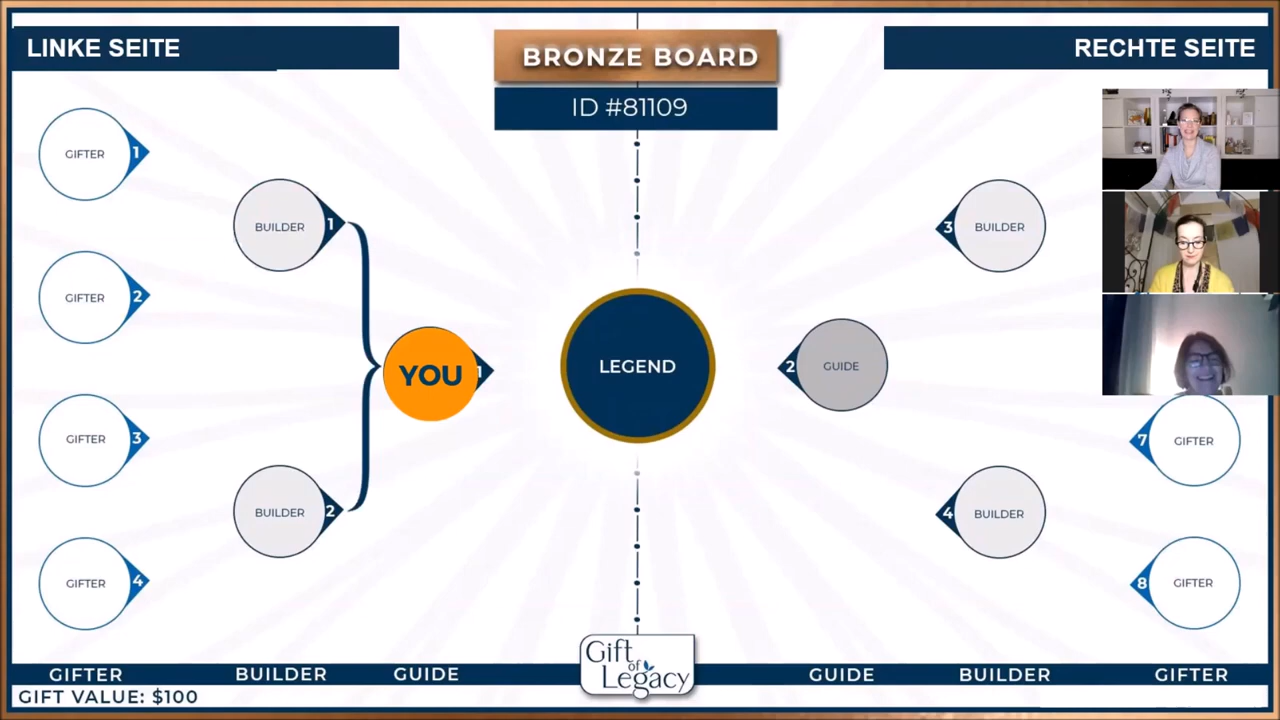 LINKE SEITE
BRONZE BOARD
RECHTE SEITE
ID #81109
GIFTER 1
BUILDER 1
3 BUILDER
GIFTER 2
YOU 1
LEGEND
2 GUIDE
GIFTER 3
7 GIFTER
BUILDER 2
4 BUILDER
GIFTER 4
8 GIFTER
Gift
of
Legacy
GIFTER BUILDER GUIDE
GUIDE BUILDER GIFTER
GIFT VALUE: $100